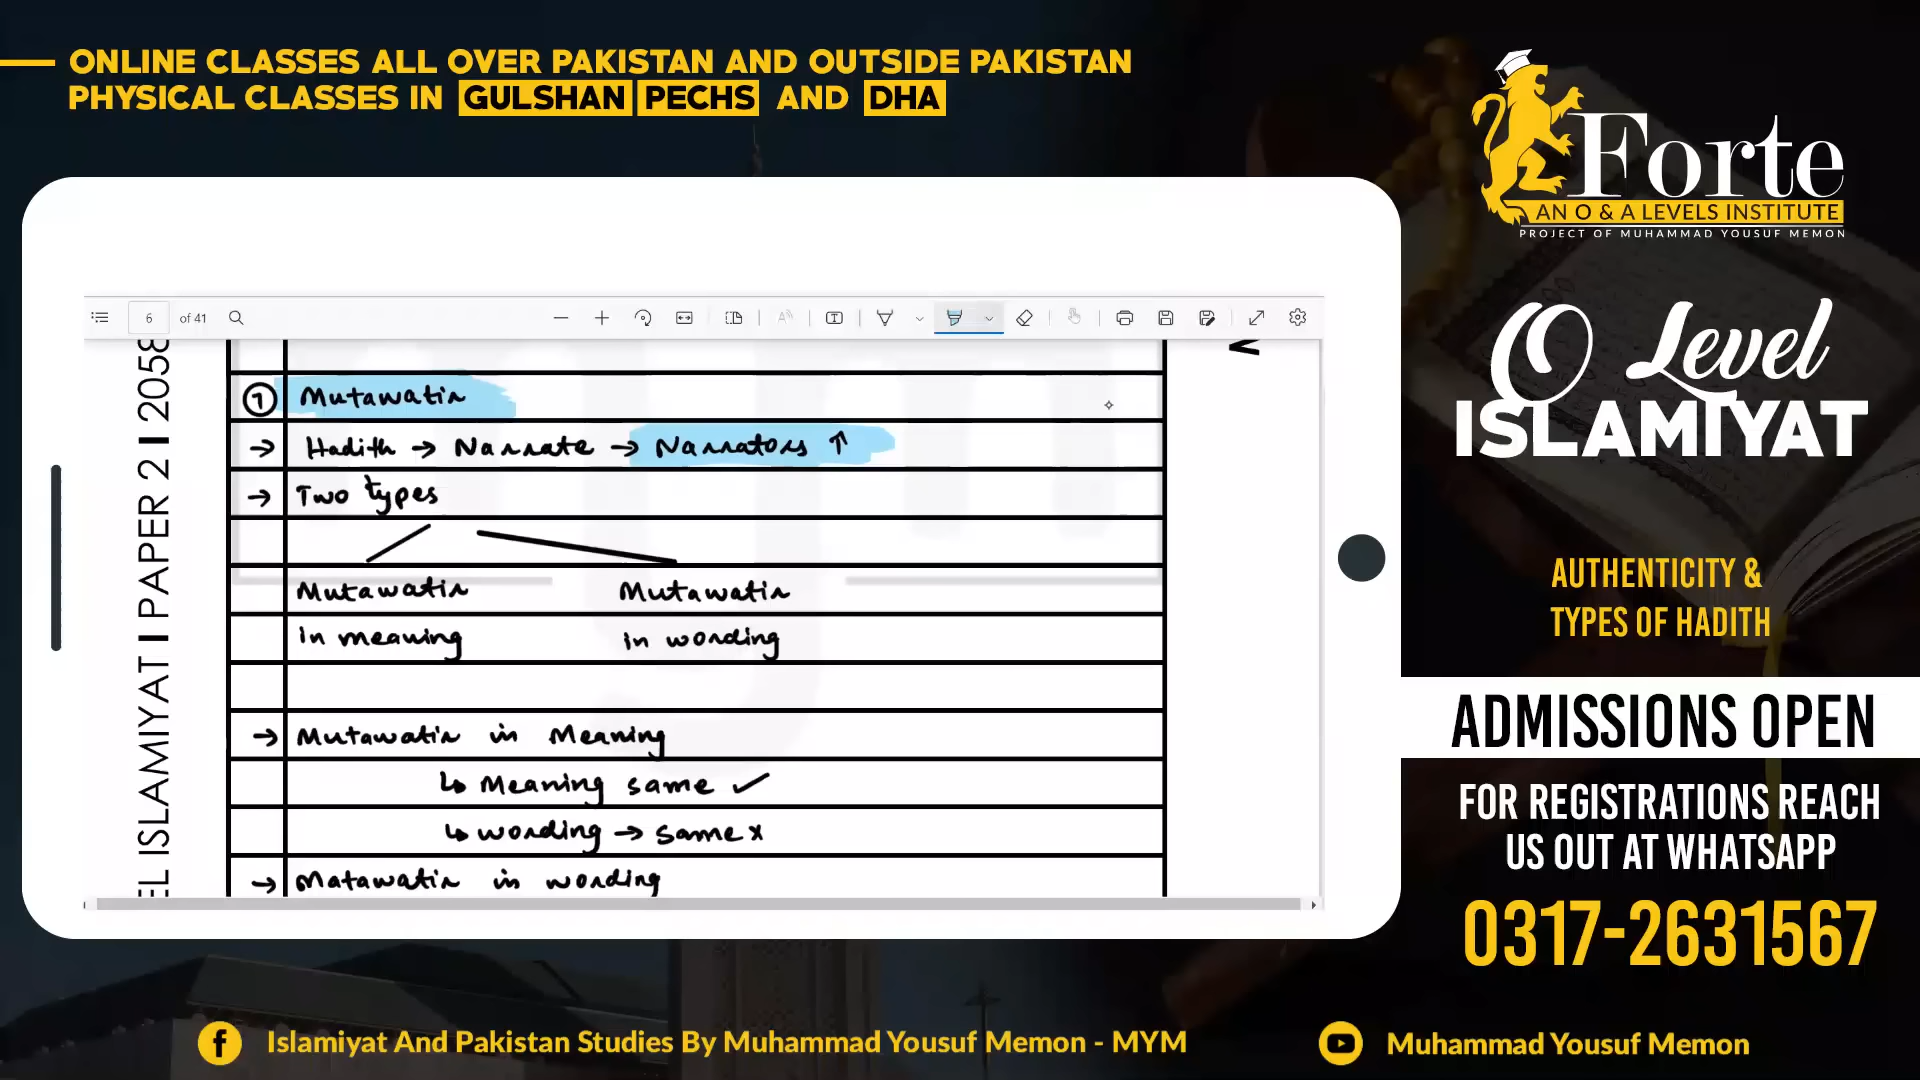 ONLINE CLASSES ALL OVER PAKISTAN AND OUTSIDE PAKISTAN
PHYSICAL CLASSES IN GULSHAN PECHS AND DHA
Forte
AN O & A LEVELS INSTITUTE
PROJECT OF MUHAMMAD YOUSUF MEMON
O Level
ISLAMIYAT
AUTHENTICITY &
TYPES OF HADITH
ADMISSIONS OPEN
FOR REGISTRATIONS REACH
US OUT AT WHATSAPP
0317-2631567
6 of 41
EL ISLAMIYAT I PAPER 2 I 2058
① Mutawatir
→ Hadith → Narrate → Narrators ↑
→ Two types
Mutawatir Mutawatir
in meaning in wording
→ Mutawatir in Meaning
↳ Meaning same ✓
↳ wording → same x
→ Matawatir in wording
Islamiyat And Pakistan Studies By Muhammad Yousuf Memon - MYM
Muhammad Yousuf Memon